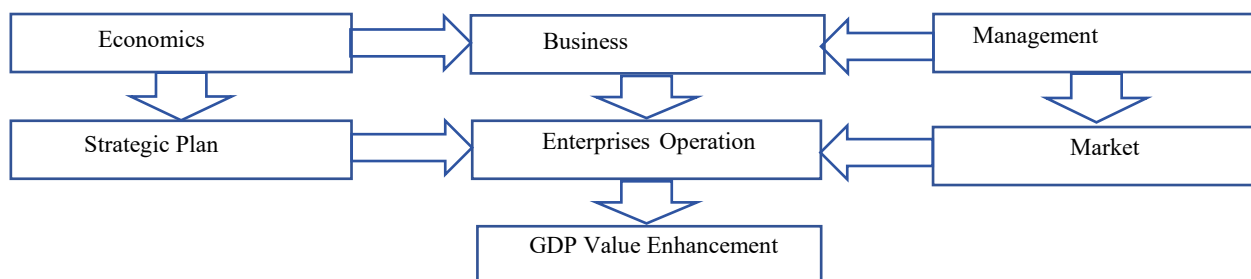 Economics
Business
Management
Strategic Plan
Enterprises Operation
Market
GDP Value Enhancement